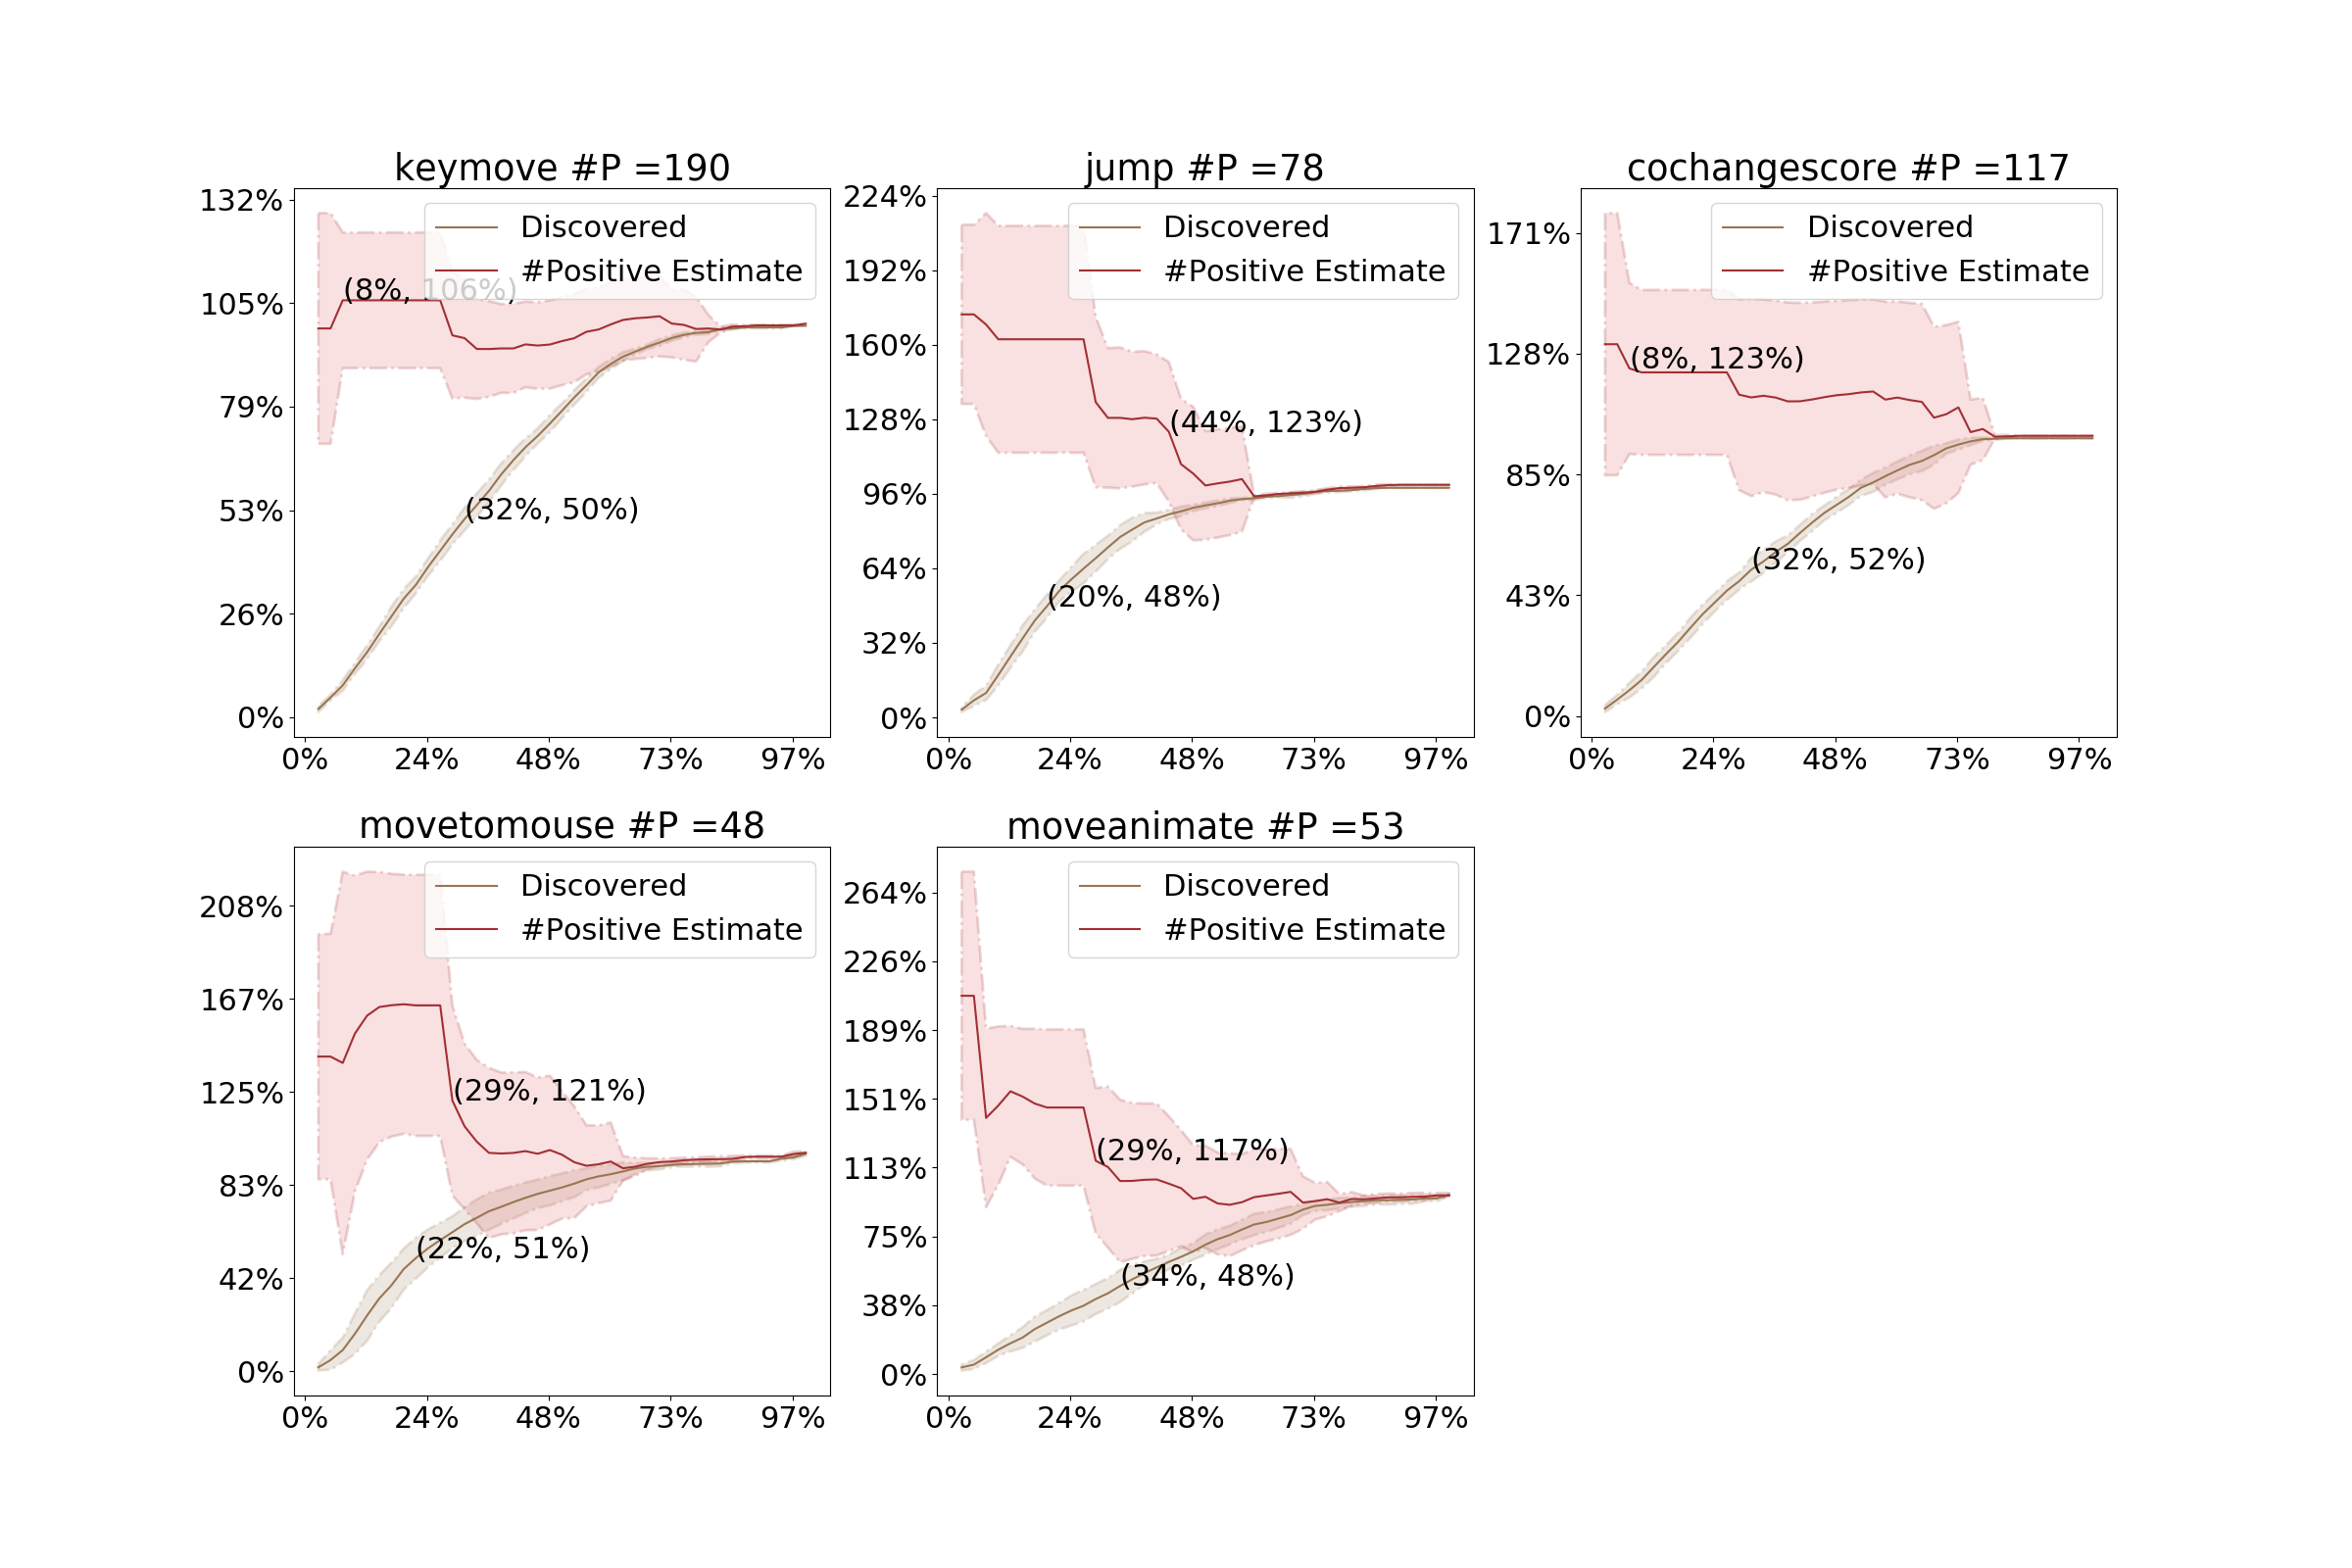 keymove #P =190
132%
105%
79%
53%
26%
0%
0% 24% 48% 73% 97%
Discovered
#Positive Estimate
(8%, 106%)
(32%, 50%)
jump #P =78
224%
192%
160%
128%
96%
64%
32%
0%
0% 24% 48% 73% 97%
Discovered
#Positive Estimate
(44%, 123%)
(20%, 48%)
cochangescore #P =117
171%
128%
85%
43%
0%
0% 24% 48% 73% 97%
Discovered
#Positive Estimate
(8%, 123%)
(32%, 52%)
movetomouse #P =48
208%
167%
125%
83%
42%
0%
0% 24% 48% 73% 97%
Discovered
#Positive Estimate
(29%, 121%)
(22%, 51%)
moveanimate #P =53
264%
226%
189%
151%
113%
75%
38%
0%
0% 24% 48% 73% 97%
Discovered
#Positive Estimate
(29%, 117%)
(34%, 48%)